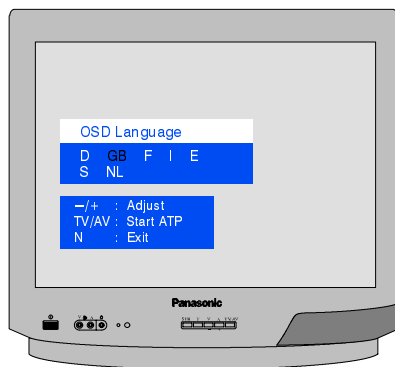 OSD Language
D GB F I E
S NL
−/+ : Adjust
TV/AV : Start ATP
N : Exit
Panasonic